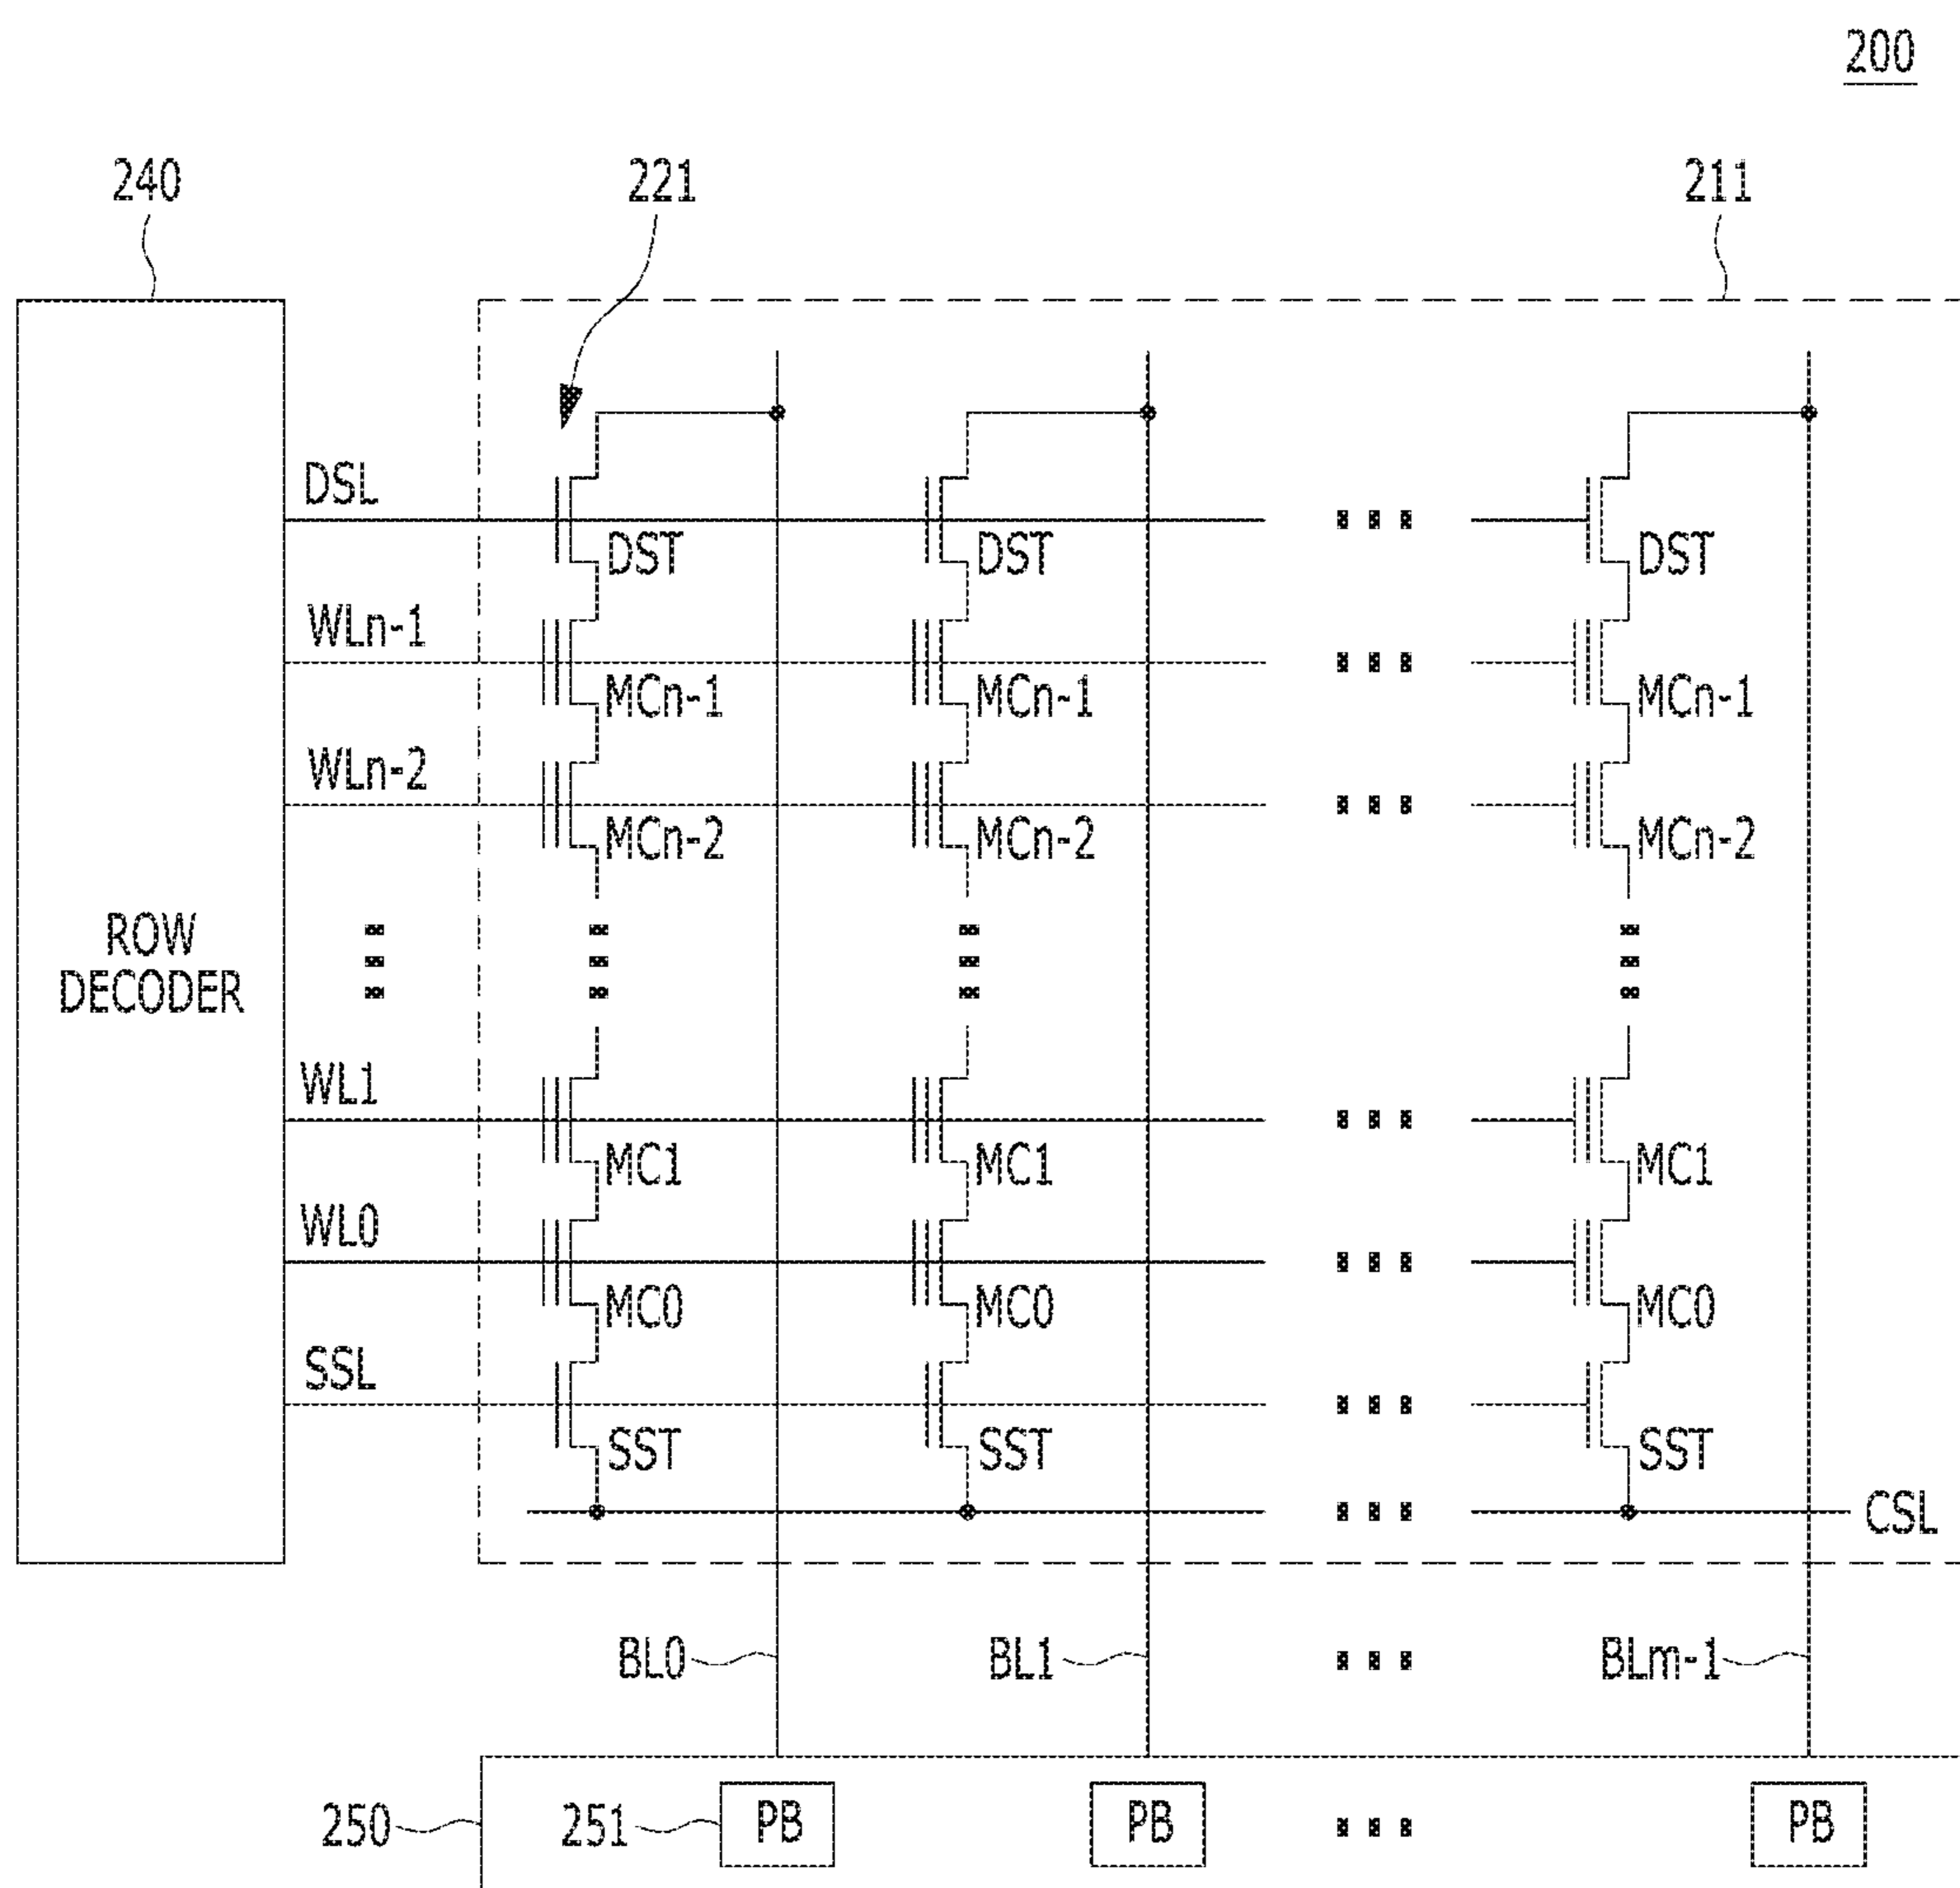 200
240 221 211
DSL
DST DST DST
WLn-1
MCn-1 MCn-1 MCn-1
WLn-2
MCn-2 MCn-2 MCn-2
ROW
DECODER
WL1
MC1 MC1 MC1
WL0
MC0 MC0 MC0
SSL
SST SST SST
CSL
BL0 BL1 BLm-1
250 251 PB PB PB